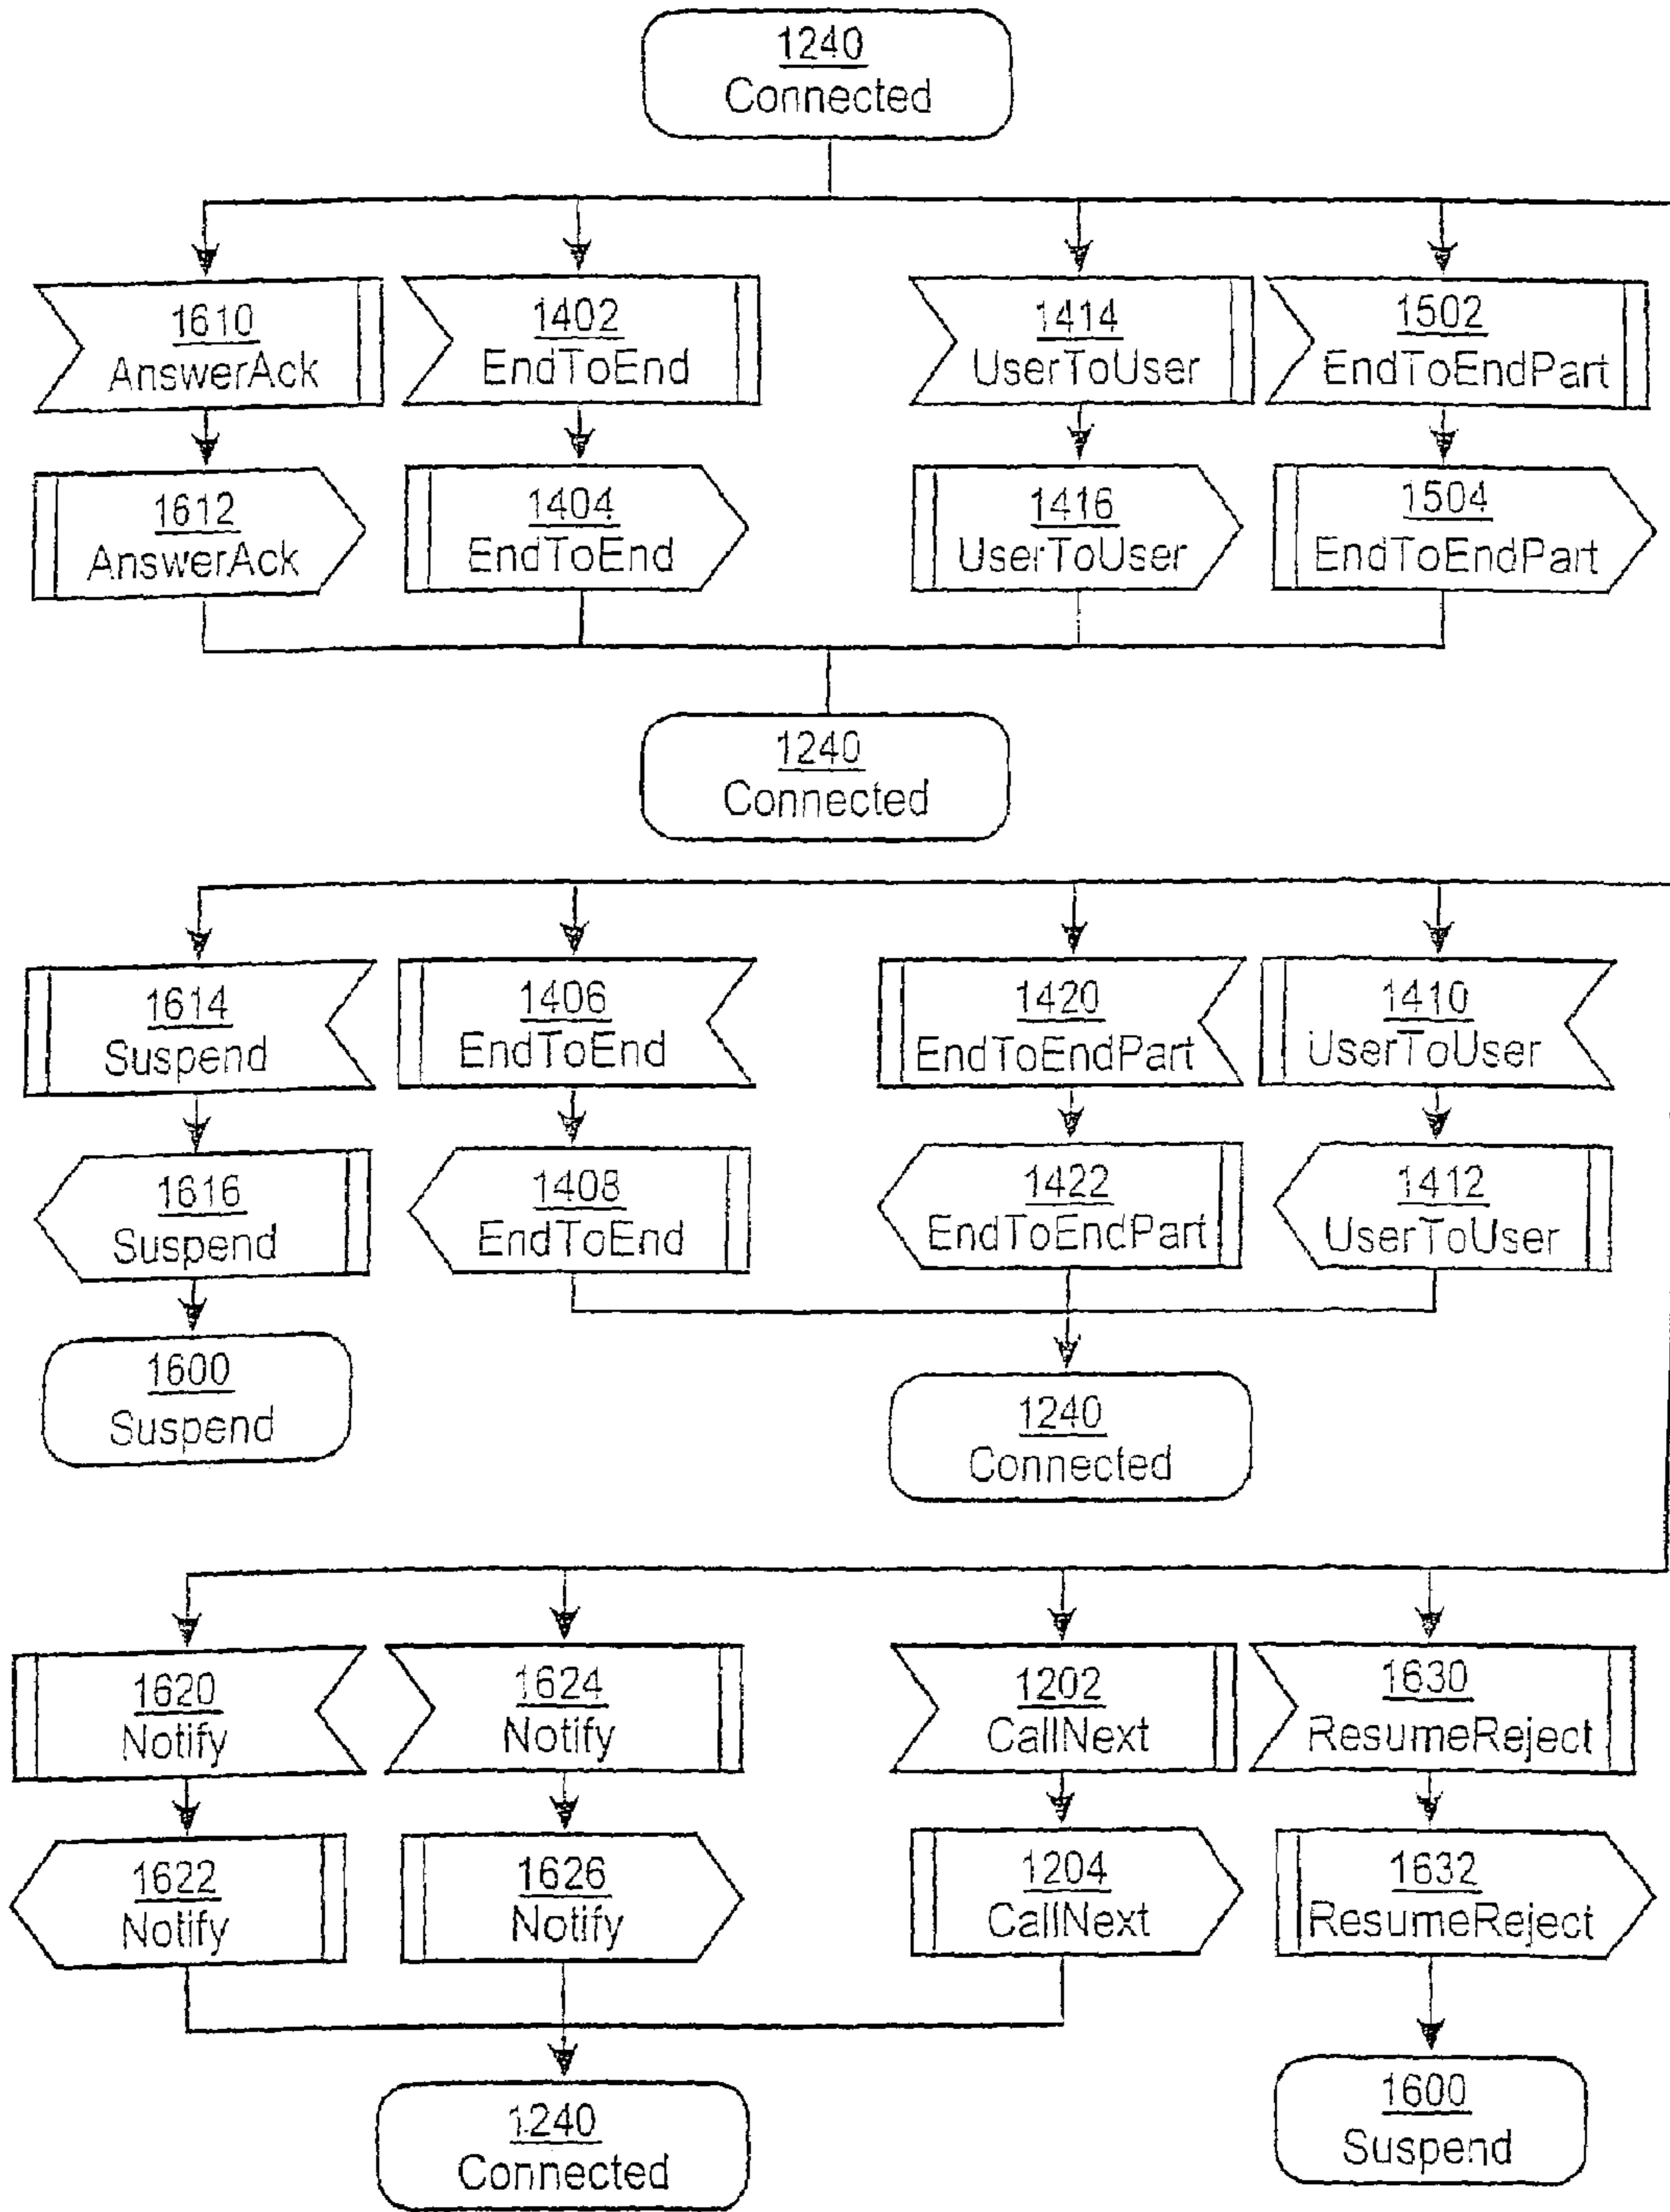 1240
Connected
1610
AnswerAck
1402
EndToEnd
1414
UserToUser
1502
EndToEndPart
1612
AnswerAck
1404
EndToEnd
1416
UserToUser
1504
EndToEndPart
1240
Connected
1614
Suspend
1406
EndToEnd
1420
EndToEndPart
1410
UserToUser
1616
Suspend
1408
EndToEnd
1422
EndToEndPart
1412
UserToUser
1600
Suspend
1240
Connected
1620
Notify
1624
Notify
1202
CallNext
1630
ResumeReject
1622
Notify
1626
Notify
1204
CallNext
1632
ResumeReject
1240
Connected
1600
Suspend